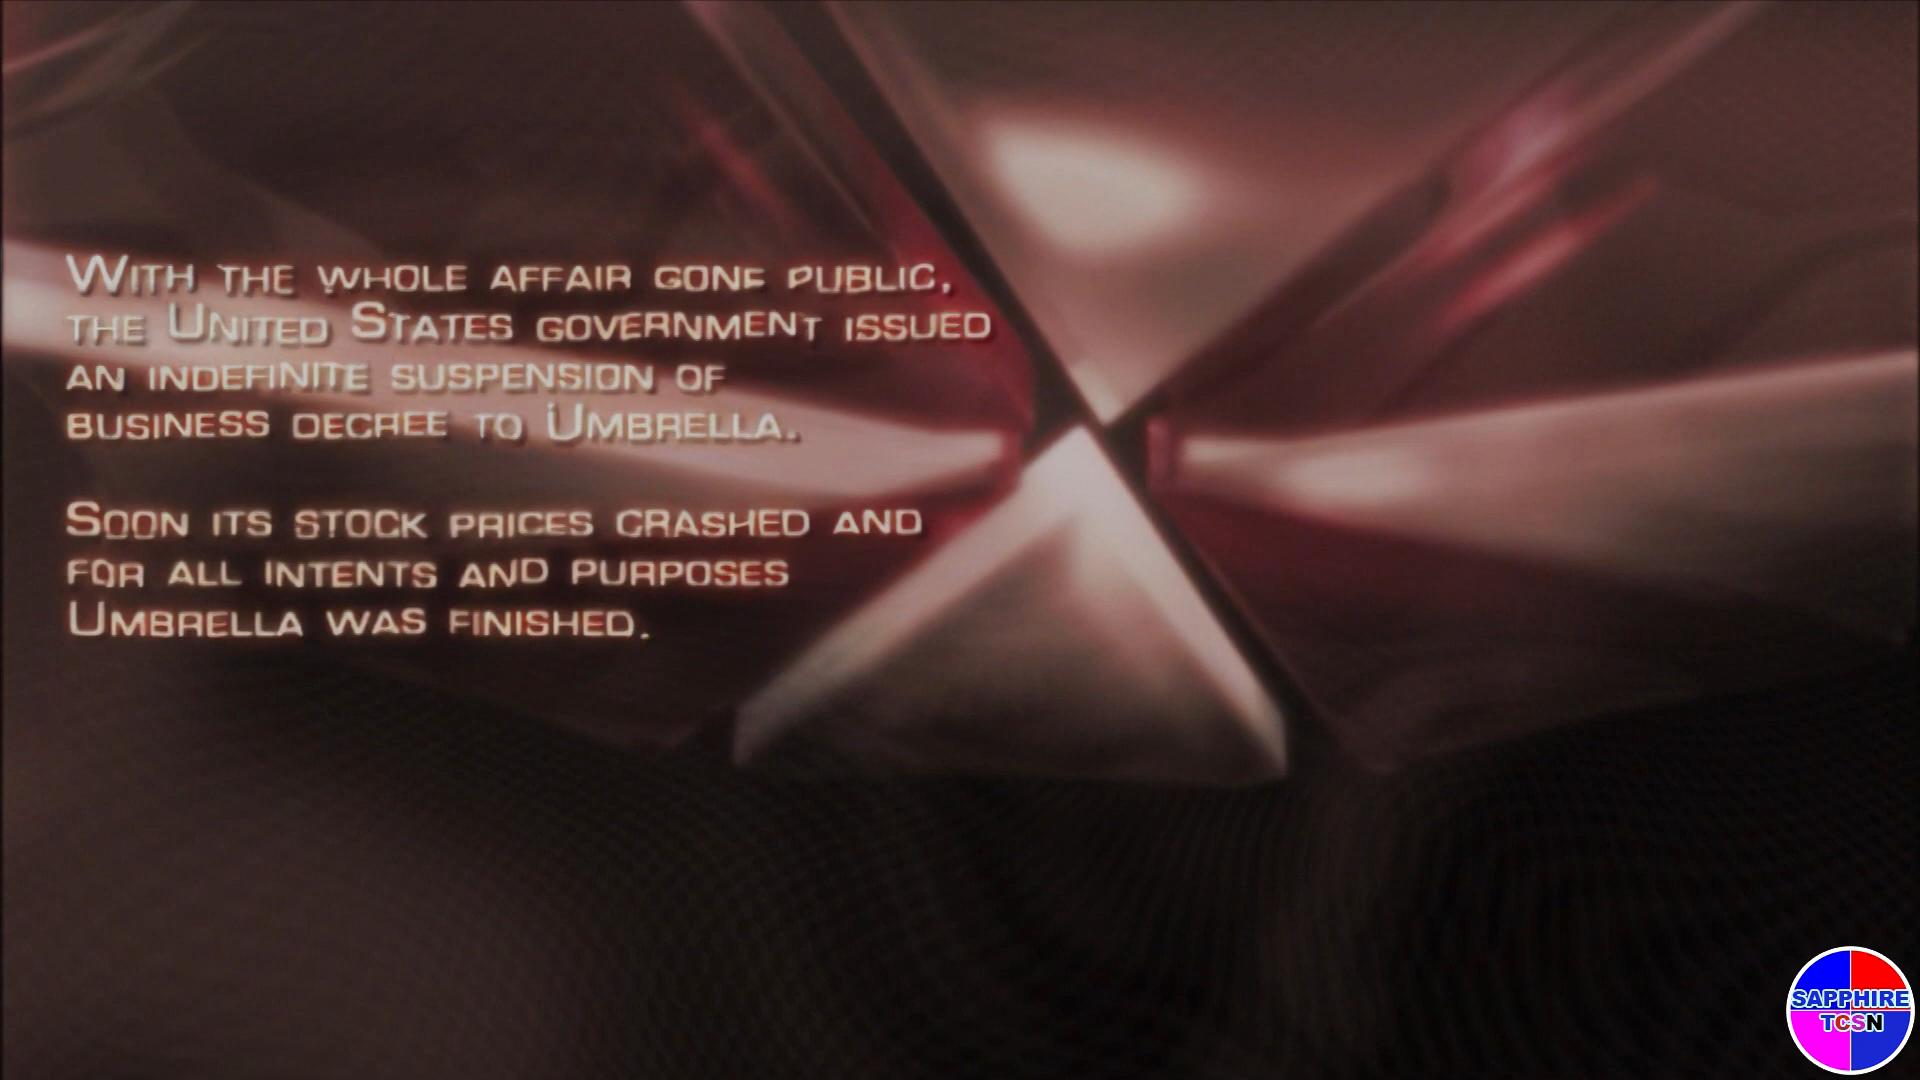 With the whole affair gone public,
the United States government issued
an indefinite suspension of
business decree to Umbrella.
Soon its stock prices crashed and
for all intents and purposes
Umbrella was finished.
SAPPHIRE
TCSN